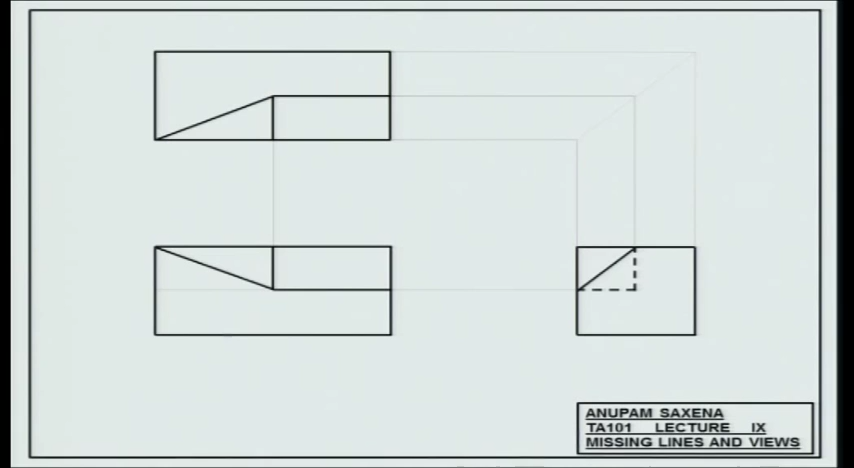 ANUPAM SAXENA
TA101 LECTURE IX
MISSING LINES AND VIEWS